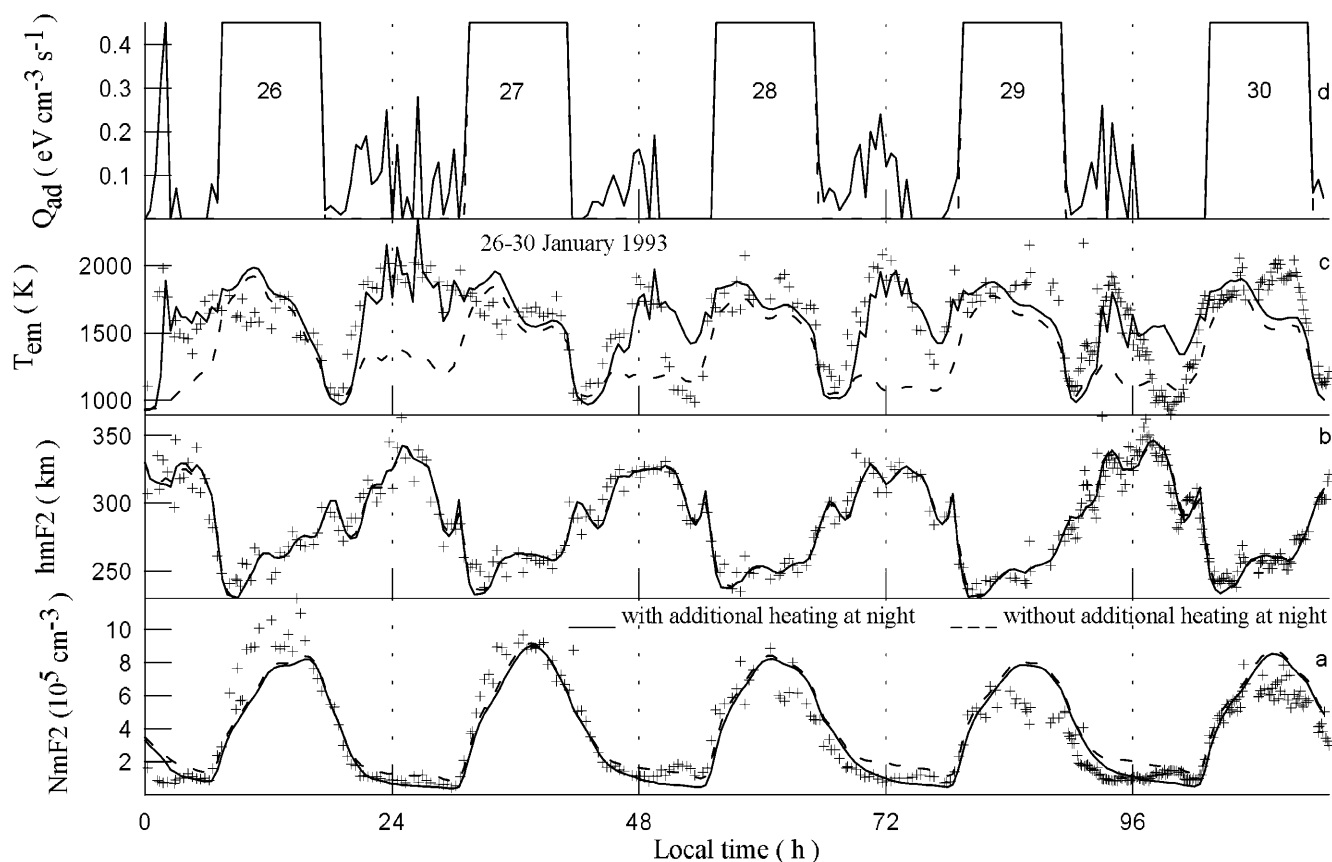 Q_ad ( eV cm^-3 s^-1 )
0.4
0.3
0.2
0.1
26
27
28
29
30
d
T_em ( K )
2000
1500
1000
26-30 January 1993
c
hmF2 ( km )
350
300
250
b
NmF2 (10^5 cm^-3)
10
8
6
4
2
with additional heating at night
without additional heating at night
a
0
24
48
72
96
Local time ( h )